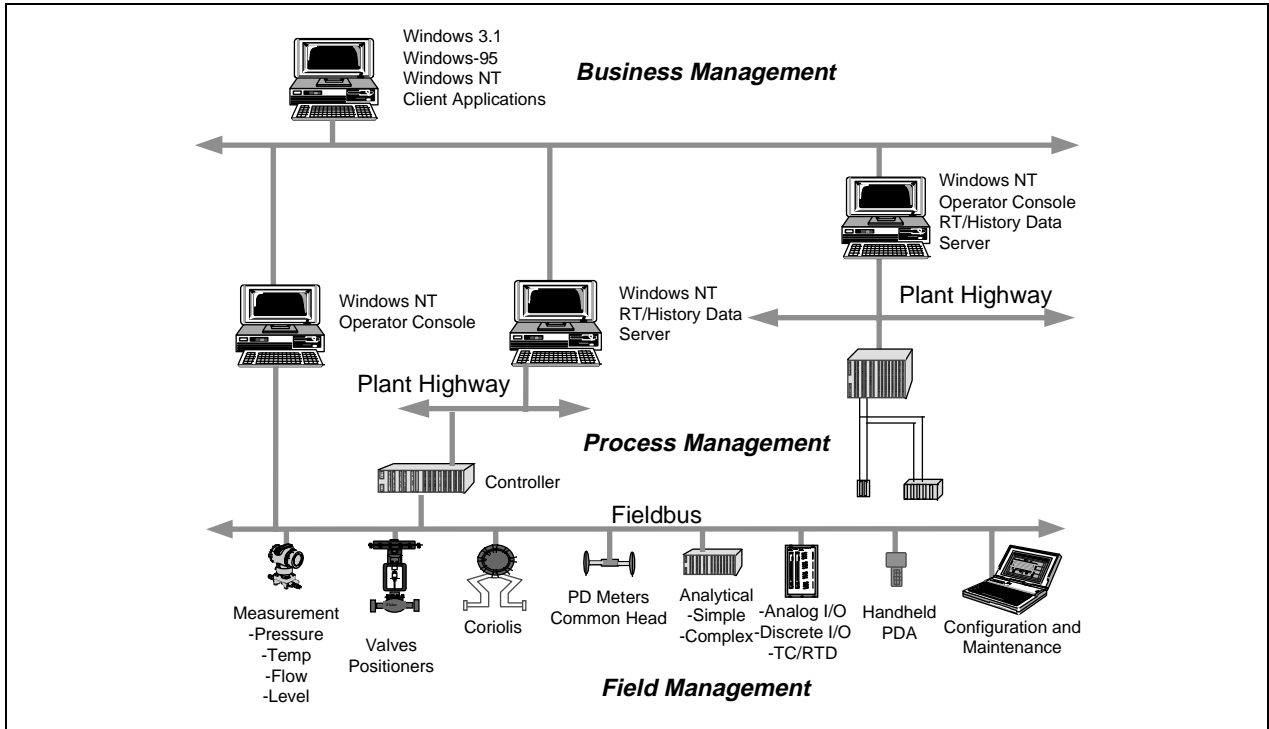 Windows 3.1
Windows-95
Windows NT
Client Applications
Business Management
Windows NT
Operator Console
RT/History Data
Server
Windows NT
Operator Console
Windows NT
RT/History Data
Server
Plant Highway
Plant Highway
Process Management
Controller
Fieldbus
Measurement
-Pressure
-Temp
-Flow
-Level
Valves
Positioners
Coriolis
PD Meters
Common Head
Analytical
-Simple
-Complex
-Analog I/O
-Discrete I/O
-TC/RTD
Handheld
PDA
Configuration and
Maintenance
Field Management